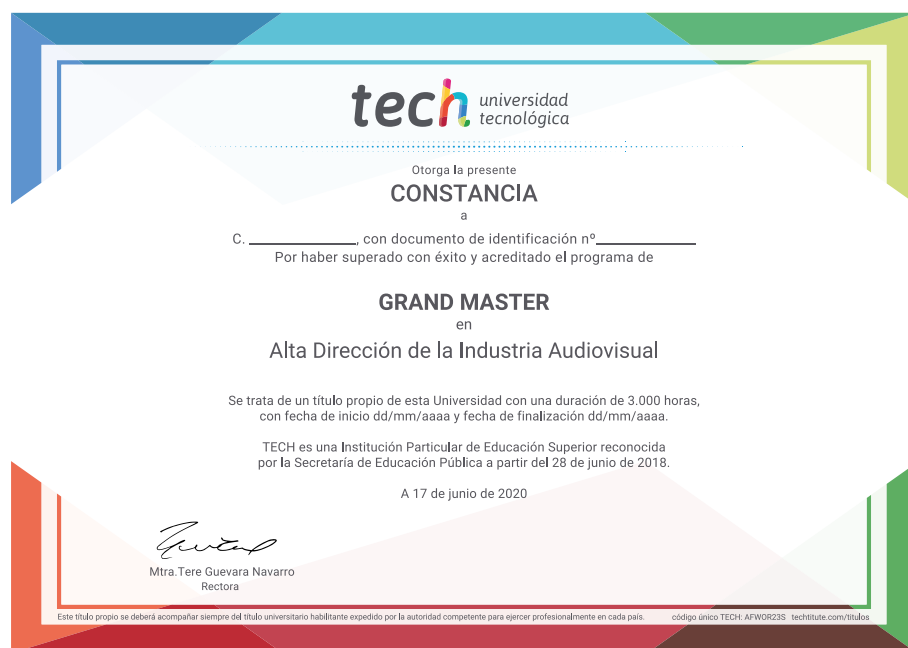 tech universidad
tecnológica
Otorga la presente
CONSTANCIA
a
C. ____________, con documento de identificación nº____________
Por haber superado con éxito y acreditado el programa de
GRAND MASTER
en
Alta Dirección de la Industria Audiovisual
Se trata de un título propio de esta Universidad con una duración de 3.000 horas,
con fecha de inicio dd/mm/aaaa y fecha de finalización dd/mm/aaaa.
TECH es una Institución Particular de Educación Superior reconocida
por la Secretaría de Educación Pública a partir del 28 de junio de 2018.
A 17 de junio de 2020
Mtra.Tere Guevara Navarro
Rectora
Este título propio se deberá acompañar siempre del título universitario habilitante expedido por la autoridad competente para ejercer profesionalmente en cada país. código único TECH: AFWOR23S techtitute.com/titulos